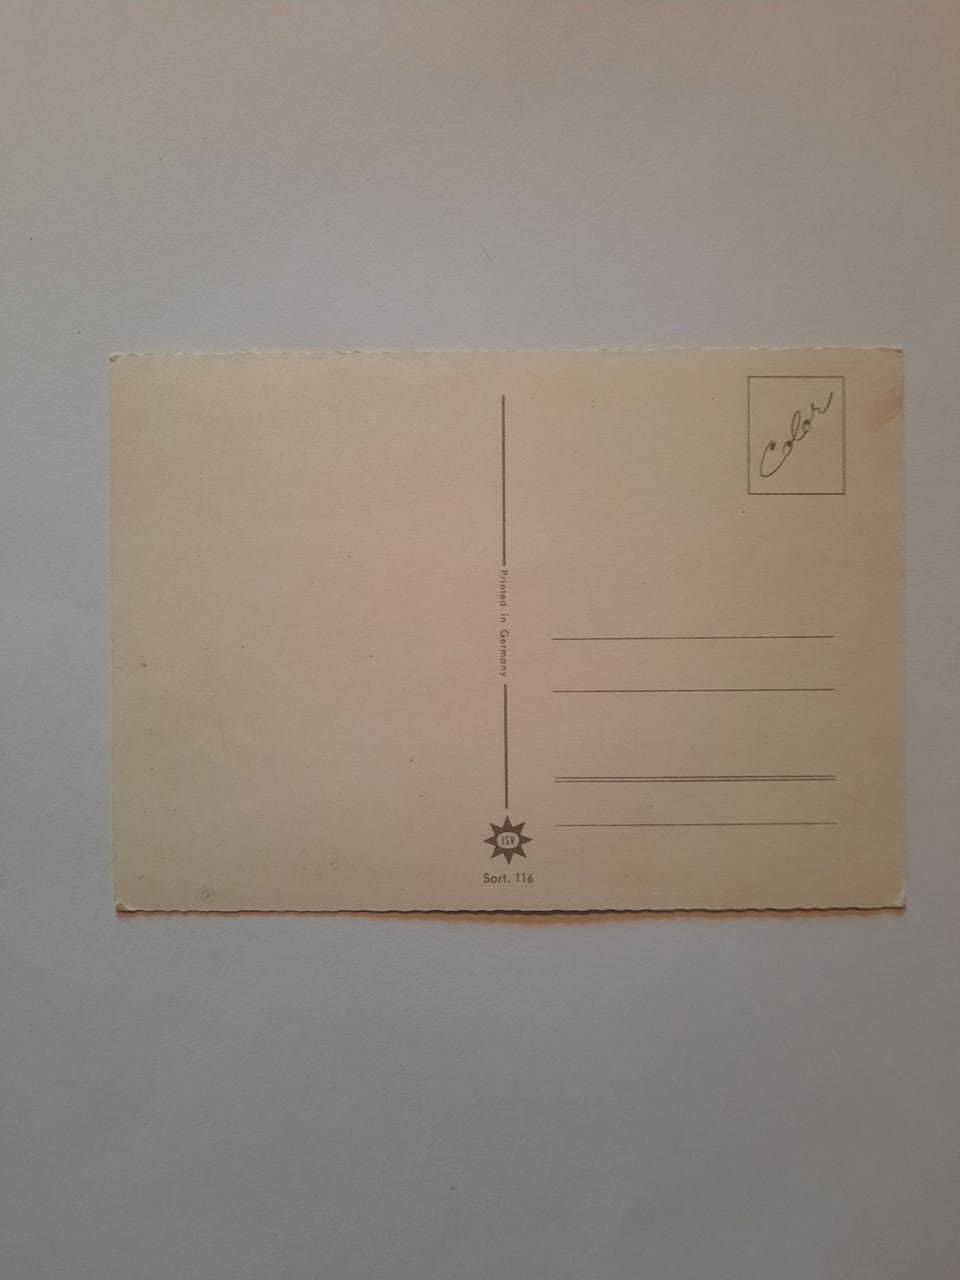 Color
Printed in Germany
ISV
Sort. 116